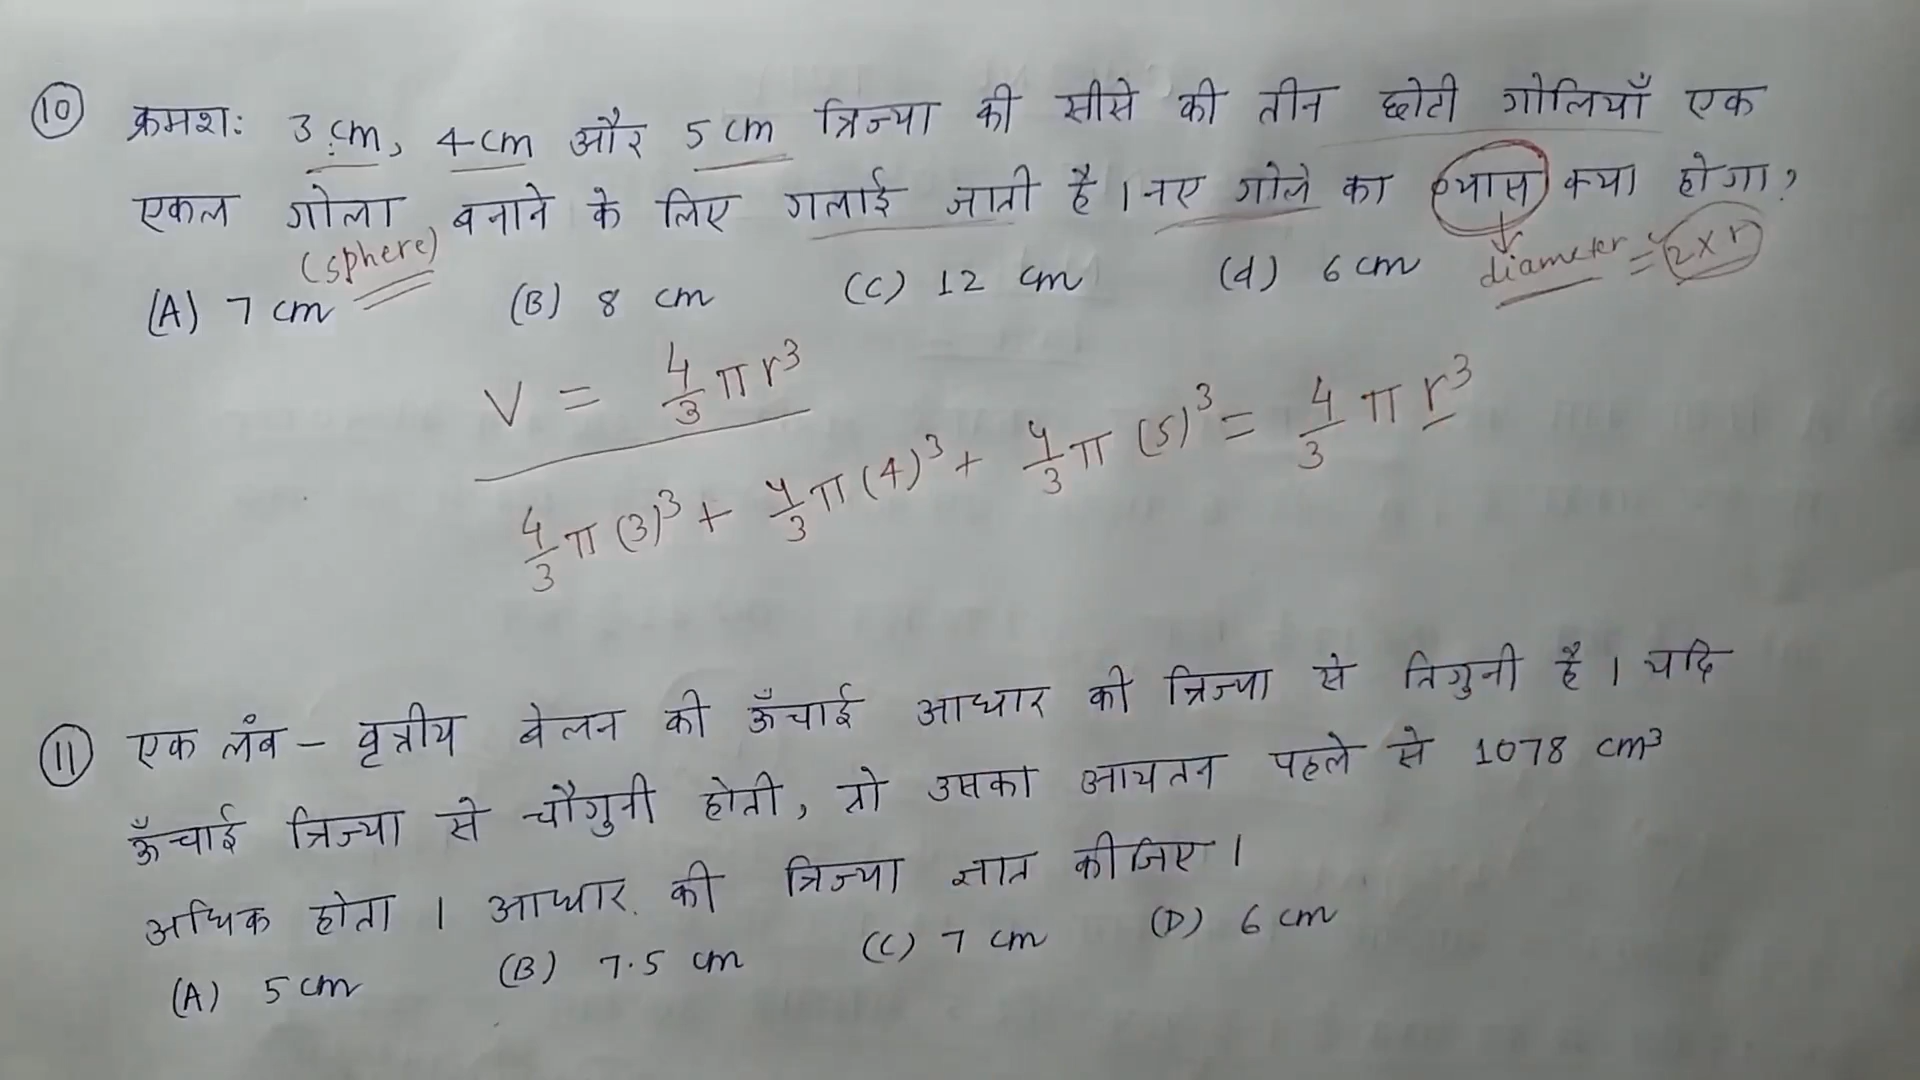 10 क्रमशः 3 cm, 4 cm और 5 cm त्रिज्या की सीसे की तीन छोटी गोलियाँ एक
एकल गोला बनाने के लिए गलाई जाती है । नए गोले का व्यास क्या होगा ?
(sphere)
diameter = 2 x r
(A) 7 cm (B) 8 cm (C) 12 cm (d) 6 cm
V = 4/3 π r³
4/3 π (3)³ + 4/3 π (4)³ + 4/3 π (5)³ = 4/3 π r³
11 एक लंब - वृत्रीय बेलन की ऊँचाई आधार की त्रिज्या से तिगुनी है । यदि
ऊँचाई त्रिज्या से चौगुनी होती, तो उसका आयतन पहले से 1078 cm³
अधिक होता । आधार की त्रिज्या ज्ञात कीजिए ।
(A) 5 cm (B) 7.5 cm (C) 7 cm (D) 6 cm